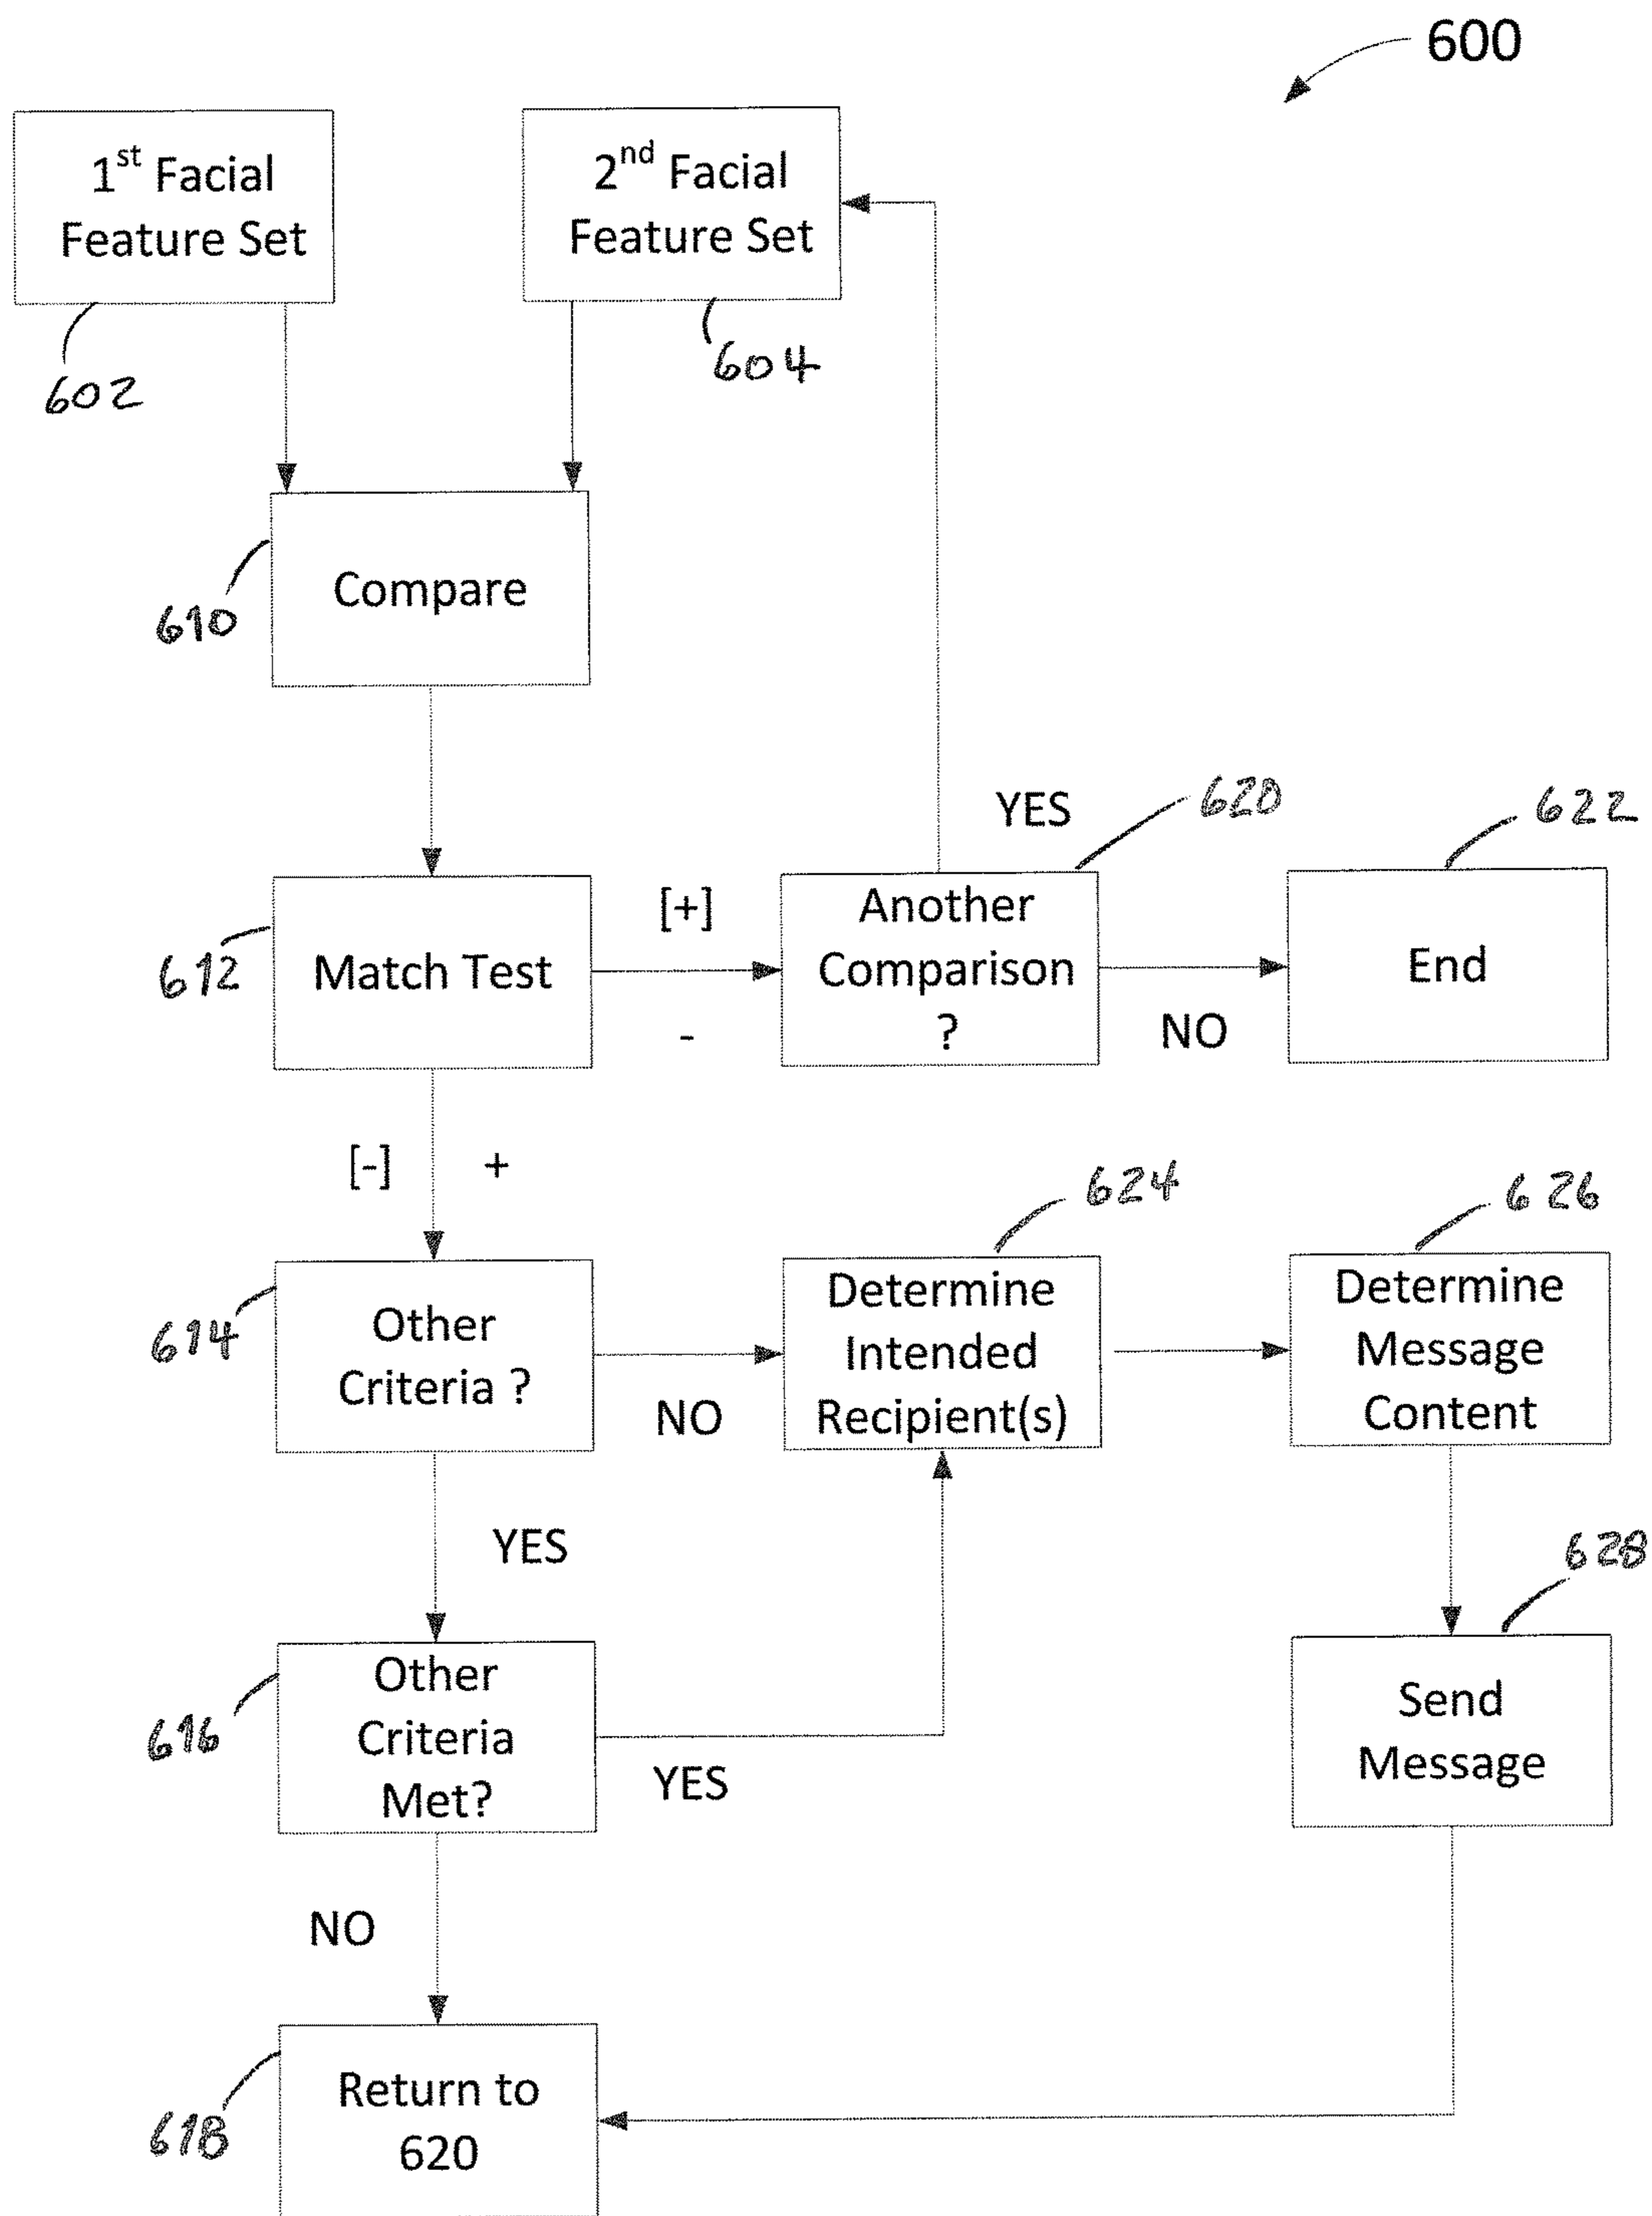 600
1st Facial
Feature Set
2nd Facial
Feature Set
602
604
Compare
610
YES
620
622
Match Test
612
[+]
-
Another
Comparison
?
NO
End
[-]
+
624
626
Other
Criteria ?
614
NO
Determine
Intended
Recipient(s)
Determine
Message
Content
YES
628
Other
Criteria
Met?
616
YES
Send
Message
NO
Return to
620
618